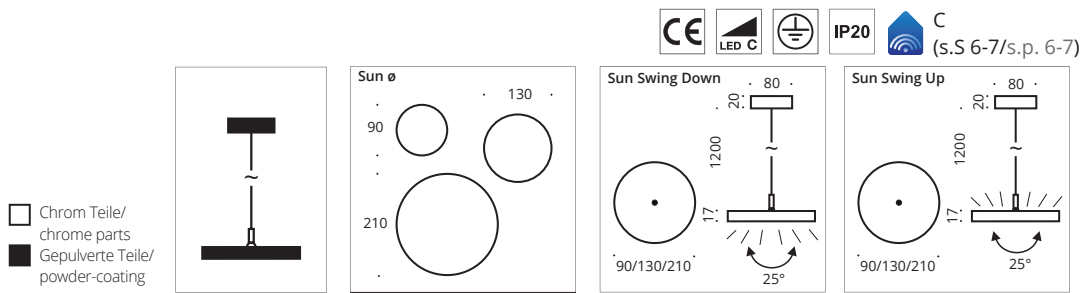 CE
LED C
IP20
C
(s.S 6-7/s.p. 6-7)
Chrom Teile/
chrome parts
Gepulverte Teile/
powder-coating
~
Sun ø
90
130
210
Sun Swing Down
80
20
1200
~
17
90/130/210
25°
Sun Swing Up
80
20
1200
~
17
90/130/210
25°